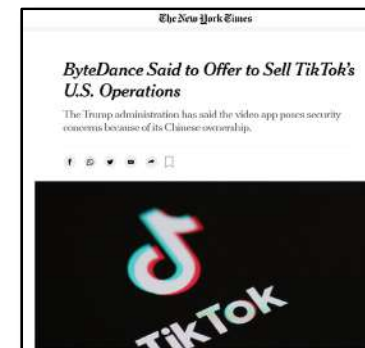 The New York Times
ByteDance Said to Offer to Sell TikTok's
U.S. Operations
The Trump administration has said the video app poses security
concerns because of its Chinese ownership.
TikTok